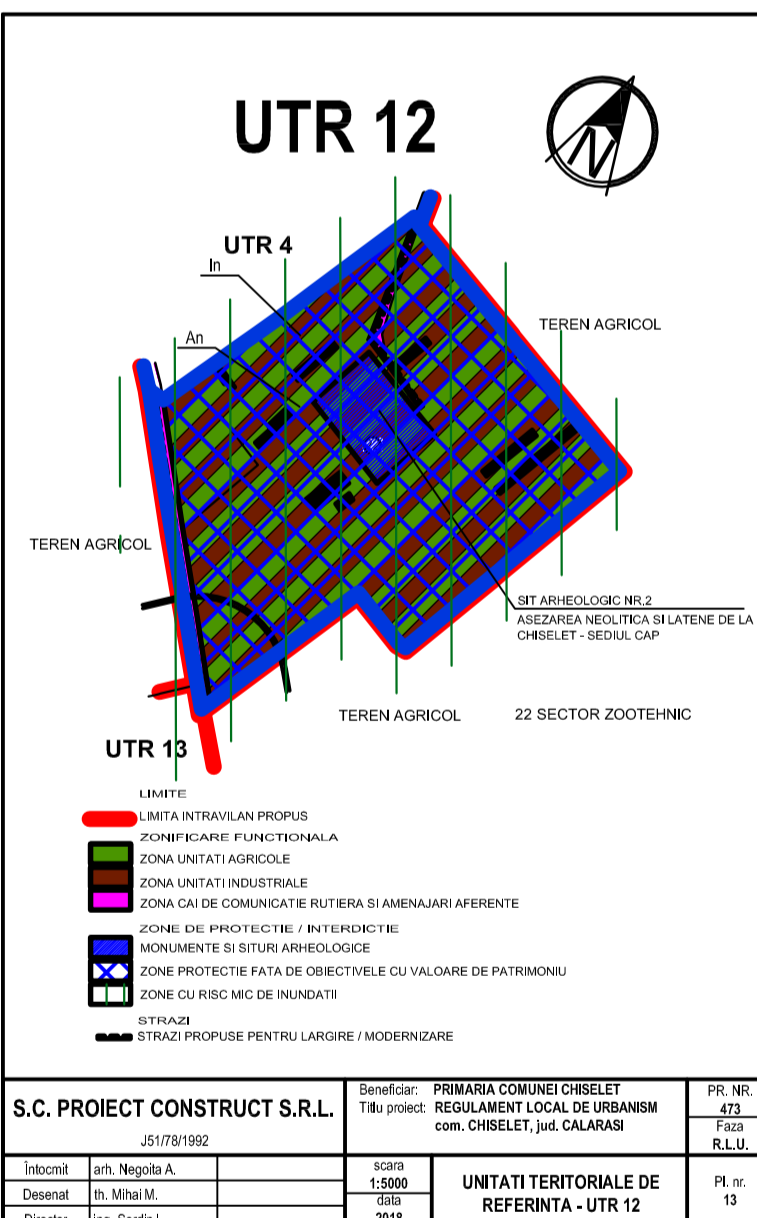 UTR 12
N
UTR 4
In
An
TEREN AGRICOL
TEREN AGRICOL
SIT ARHEOLOGIC NR.2
ASEZAREA NEOLITICA SI LATENE DE LA
CHISELET - SEDIUL CAP
TEREN AGRICOL
22 SECTOR ZOOTEHNIC
UTR 13
LIMITE
LIMITA INTRAVILAN PROPUS
ZONIFICARE FUNCTIONALA
ZONA UNITATI AGRICOLE
ZONA UNITATI INDUSTRIALE
ZONA CAI DE COMUNICATIE RUTIERA SI AMENAJARI AFERENTE
ZONE DE PROTECTIE / INTERDICTIE
MONUMENTE SI SITURI ARHEOLOGICE
ZONE PROTECTIE FATA DE OBIECTIVELE CU VALOARE DE PATRIMONIU
ZONE CU RISC MIC DE INUNDATII
STRAZI
STRAZI PROPUSE PENTRU LARGIRE / MODERNIZARE
S.C. PROIECT CONSTRUCT S.R.L.
J51/78/1992
Beneficiar: PRIMARIA COMUNEI CHISELET
Titlu proiect: REGULAMENT LOCAL DE URBANISM
com. CHISELET, jud. CALARASI
PR. NR.
473
Faza
R.L.U.
Întocmit arh. Negoita A.
Desenat th. Mihai M.
scara
1:5000
data
2018
UNITATI TERITORIALE DE
REFERINTA - UTR 12
Pl. nr.
13